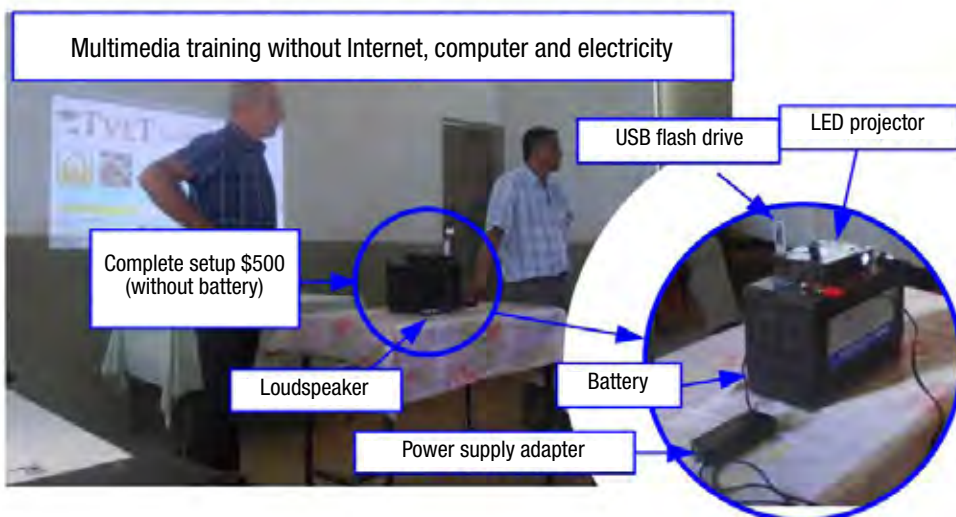 Multimedia training without Internet, computer and electricity
TVET
USB flash drive
LED projector
Complete setup $500
(without battery)
Loudspeaker
Battery
Power supply adapter